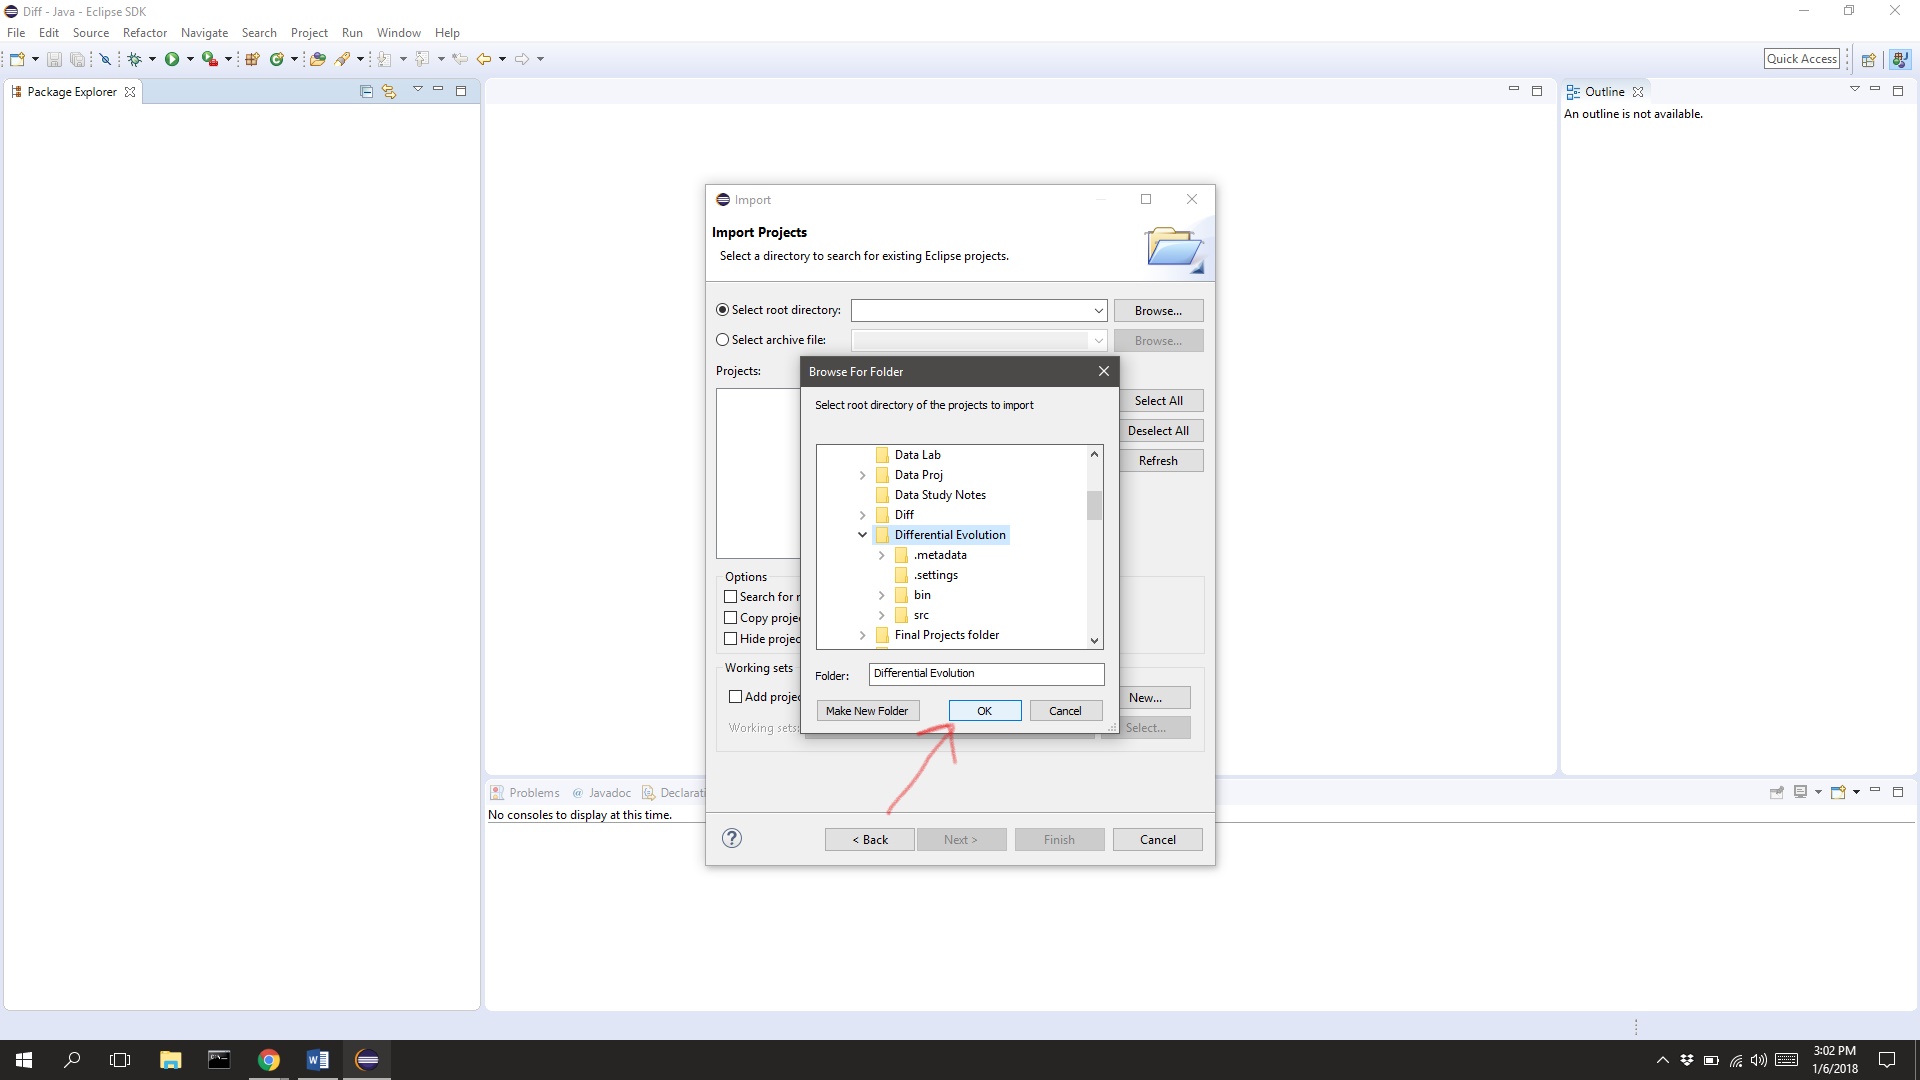 Diff - Java - Eclipse SDK
File Edit Source Refactor Navigate Search Project Run Window Help
Quick Access
Package Explorer
Outline
An outline is not available.
Import
Import Projects
Select a directory to search for existing Eclipse projects.
Select root directory:
Browse...
Select archive file:
Browse...
Projects:
Browse For Folder
Select root directory of the projects to import
Select All
Deselect All
Refresh
Data Lab
Data Proj
Data Study Notes
Diff
Differential Evolution
.metadata
.settings
bin
src
Final Projects folder
Options
Search for n
Copy projec
Hide projec
Working sets
Add projec
New...
Working sets:
Select...
Folder: Differential Evolution
Make New Folder OK Cancel
Problems @ Javadoc Declarati
No consoles to display at this time.
? < Back Next > Finish Cancel
3:02 PM
1/6/2018